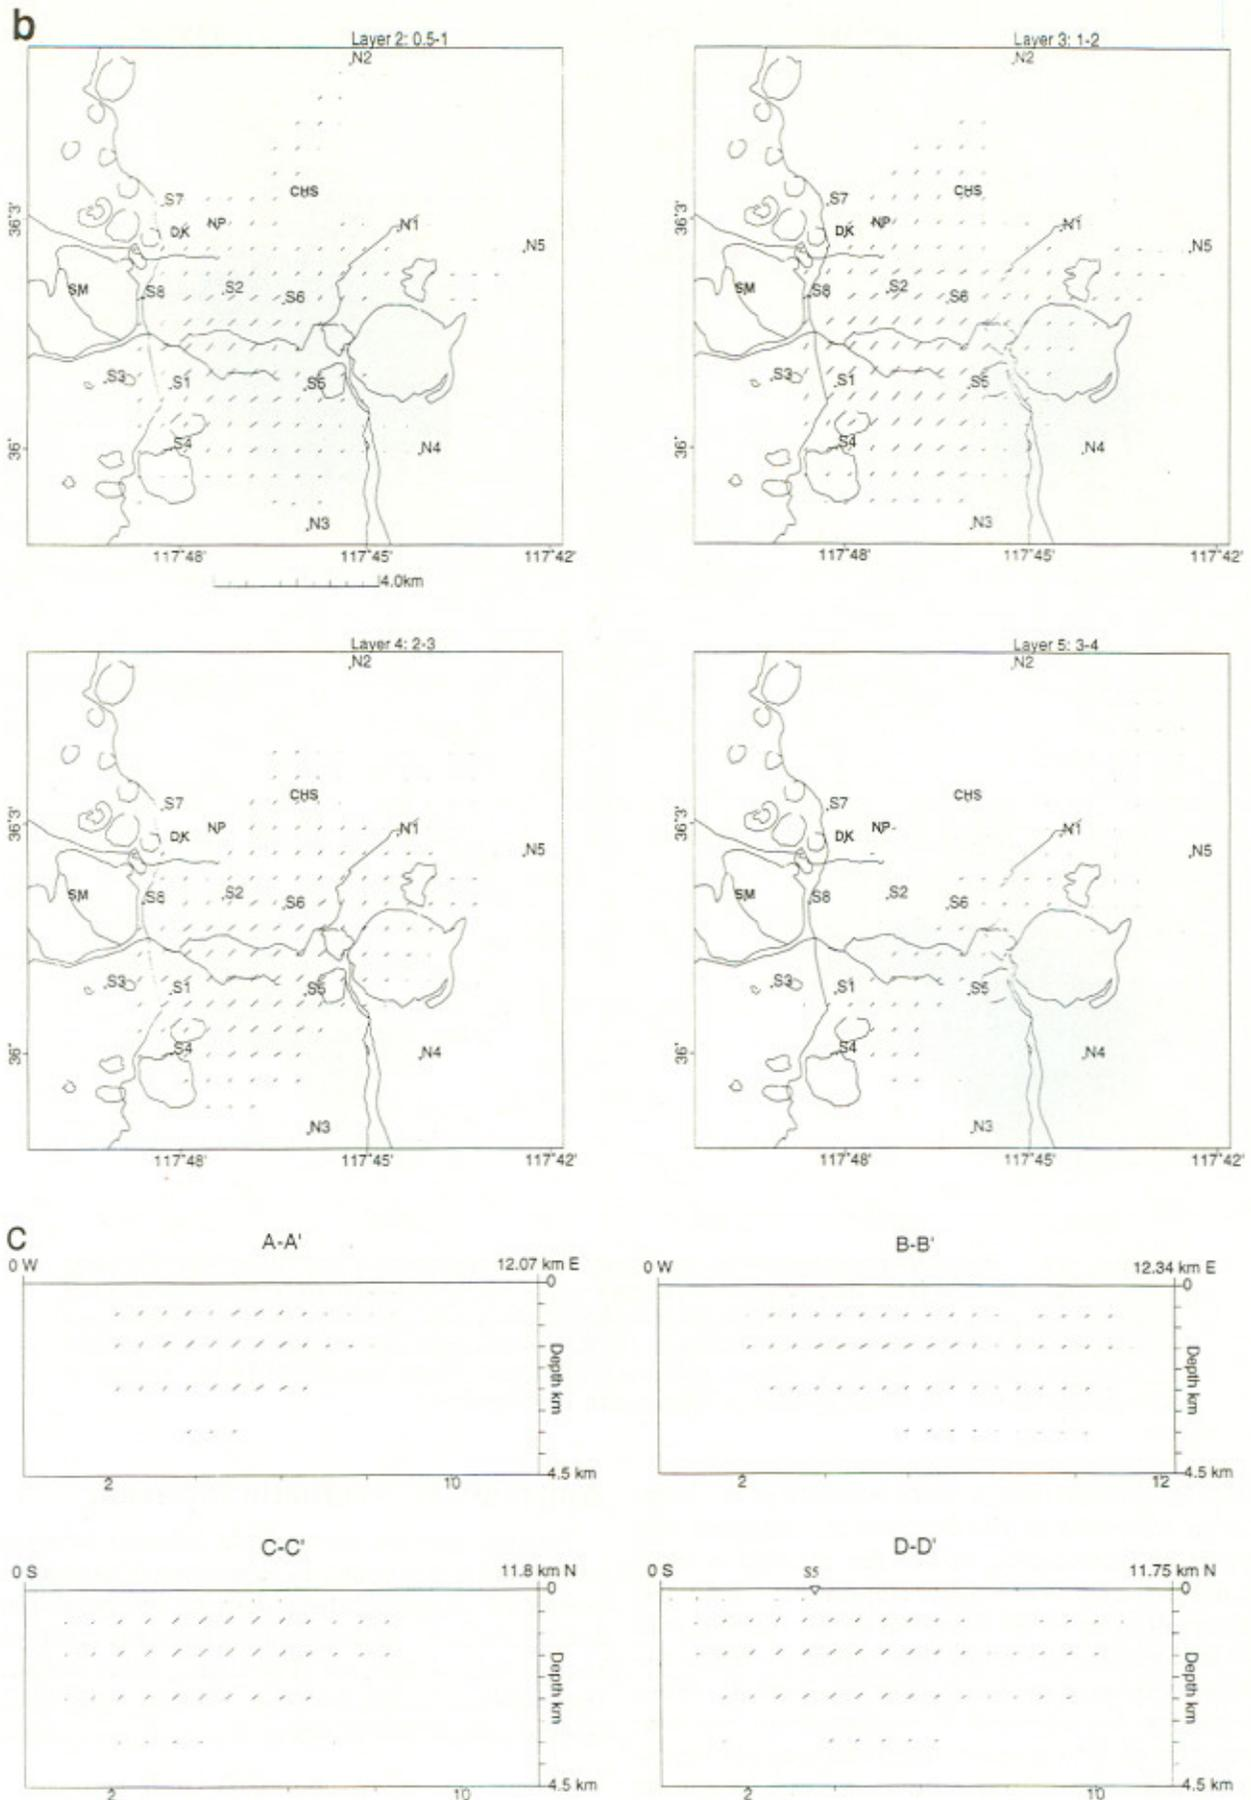 b
Layer 2: 0.5-1
N2
CHS
S7
DK
NP
N1
N5
SM
S8
S2
S6
S3
S1
S5
S4
N4
N3
36°3'
36°
117°48'
117°45'
117°42'
4.0km
Layer 3: 1-2
N2
CHS
S7
DK
NP
N1
N5
SM
S8
S2
S6
S3
S1
S5
S4
N4
N3
36°3'
36°
117°48'
117°45'
117°42'
Layer 4: 2-3
N2
CHS
S7
DK
NP
N1
N5
SM
S8
S2
S6
S3
S1
S5
S4
N4
N3
36°3'
36°
117°48'
117°45'
117°42'
Layer 5: 3-4
N2
CHS
S7
DK
NP
N1
N5
SM
S8
S2
S6
S3
S1
S5
S4
N4
N3
36°3'
36°
117°48'
117°45'
117°42'
C
A-A'
0 W
12.07 km E
0
Depth km
4.5 km
2
10
B-B'
0 W
12.34 km E
0
Depth km
4.5 km
2
12
C-C'
0 S
11.8 km N
0
Depth km
4.5 km
2
10
D-D'
0 S
S5
11.75 km N
0
Depth km
4.5 km
2
10